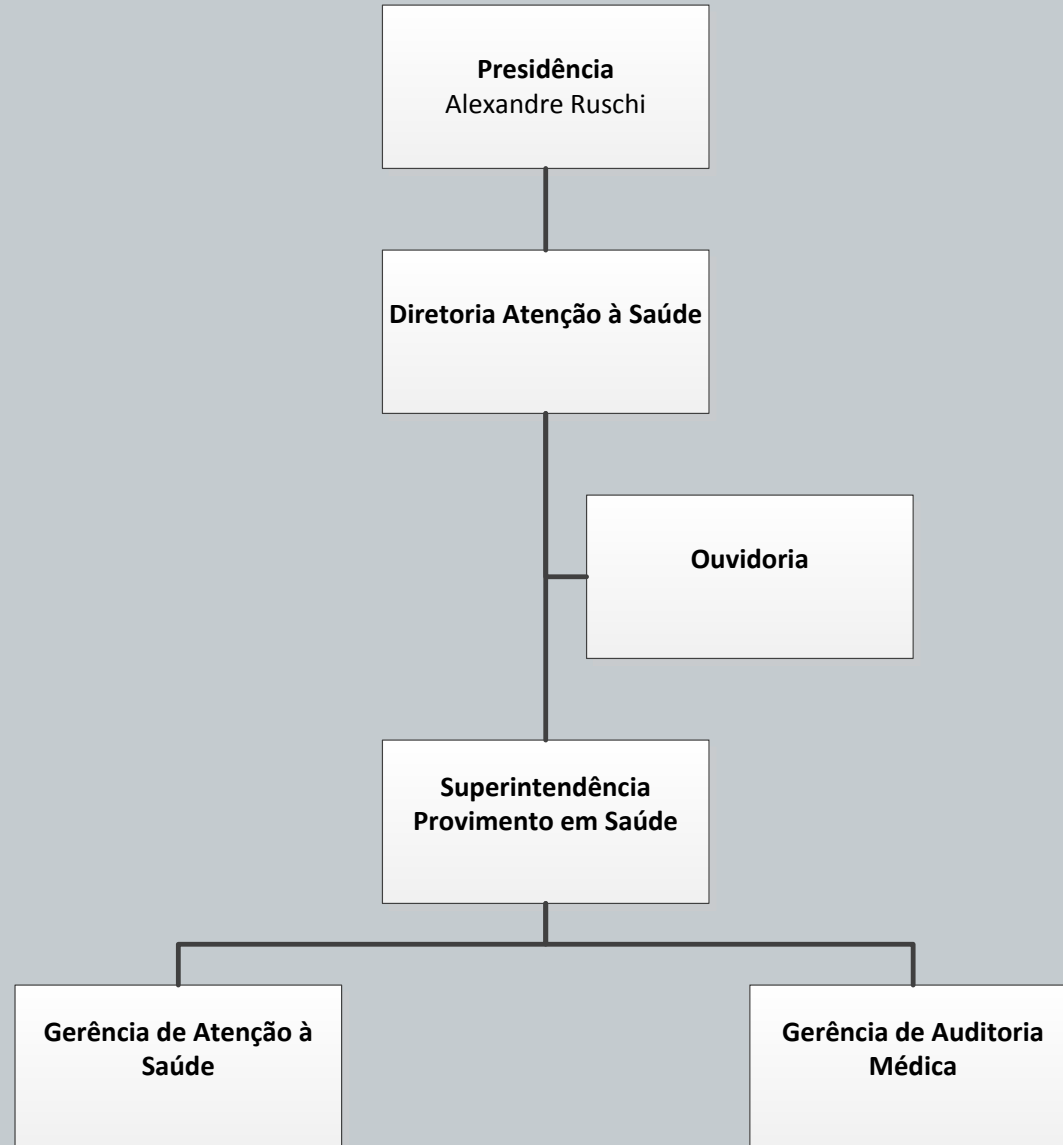 Presidência
Alexandre Ruschi
Diretoria Atenção à Saúde
Ouvidoria
Superintendência
Provimento em Saúde
Gerência de Atenção à
Saúde
Gerência de Auditoria
Médica